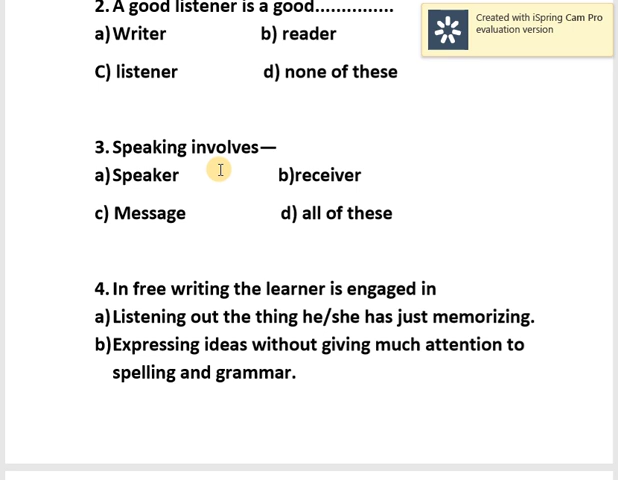 2. A good listener is a good...............
a) Writer b) reader
C) listener d) none of these
3. Speaking involves—
a) Speaker b)receiver
c) Message d) all of these
4. In free writing the learner is engaged in
a) Listening out the thing he/she has just memorizing.
b) Expressing ideas without giving much attention to
spelling and grammar.
Created with iSpring Cam Pro
evaluation version